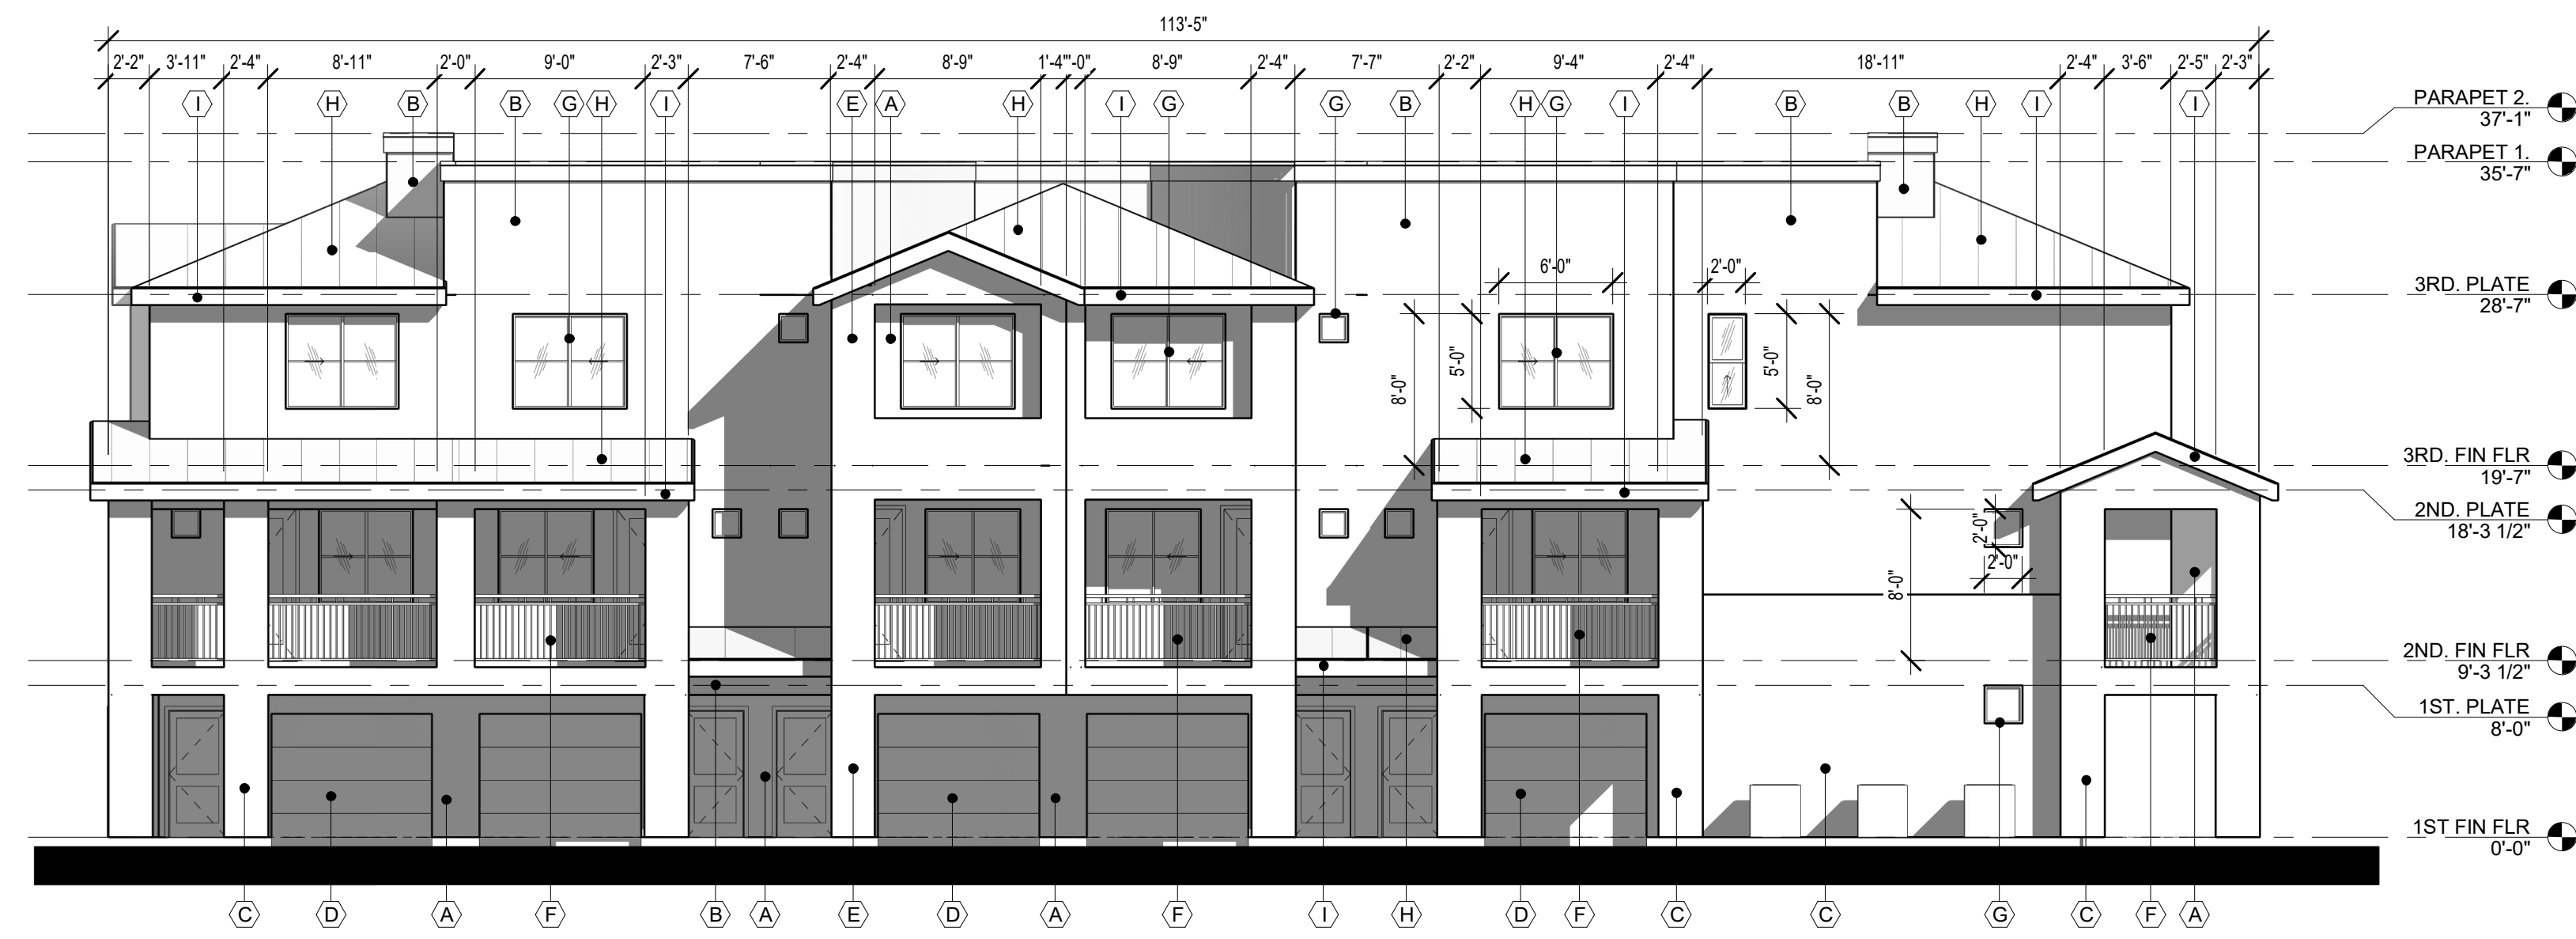 113'-5"
2'-2" 3'-11" 2'-4" 8'-11" 2'-0" 9'-0" 2'-3" 7'-6" 2'-4" 8'-9" 1'-4" '-0" 8'-9" 2'-4" 7'-7" 2'-2" 9'-4" 2'-4" 18'-11" 2'-4" 3'-6" 2'-5" 2'-3"
I H B B G H I E A H I G G B H G I B B H I I
PARAPET 2.
37'-1"
PARAPET 1.
35'-7"
6'-0" 2'-0"
3RD. PLATE
28'-7"
8'-0" 5'-0" 5'-0" 8'-0"
3RD. FIN FLR
19'-7"
2ND. PLATE
18'-3 1/2"
2'-0"
2'-0"
8'-0"
2ND. FIN FLR
9'-3 1/2"
1ST. PLATE
8'-0"
1ST FIN FLR
0'-0"
C D A F B A E D A F I H D F C C G C F A